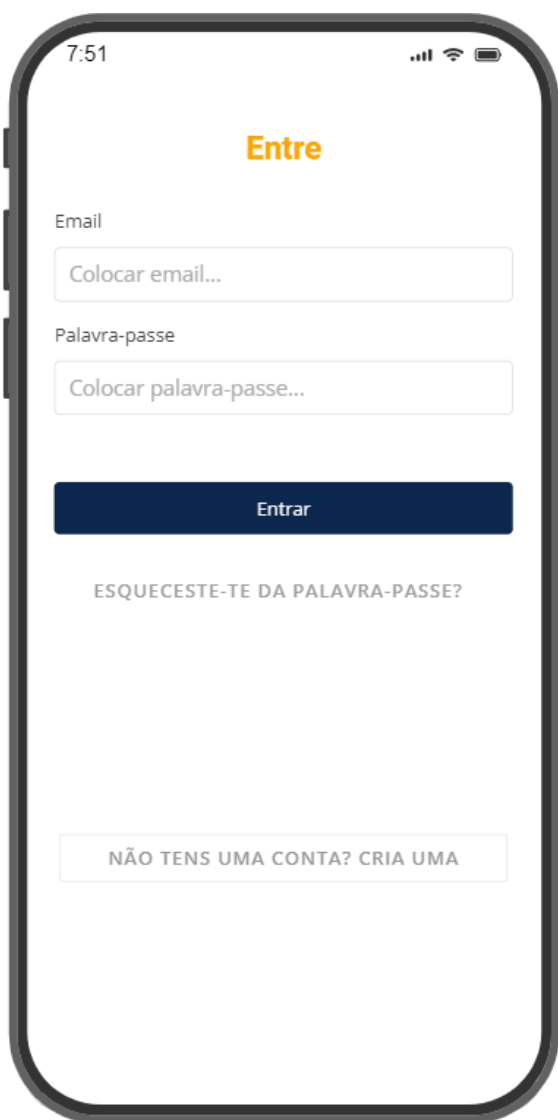 7:51
Entre
Email
Colocar email...
Palavra-passe
Colocar palavra-passe...
Entrar
ESQUECESTE-TE DA PALAVRA-PASSE?
NÃO TENS UMA CONTA? CRIA UMA